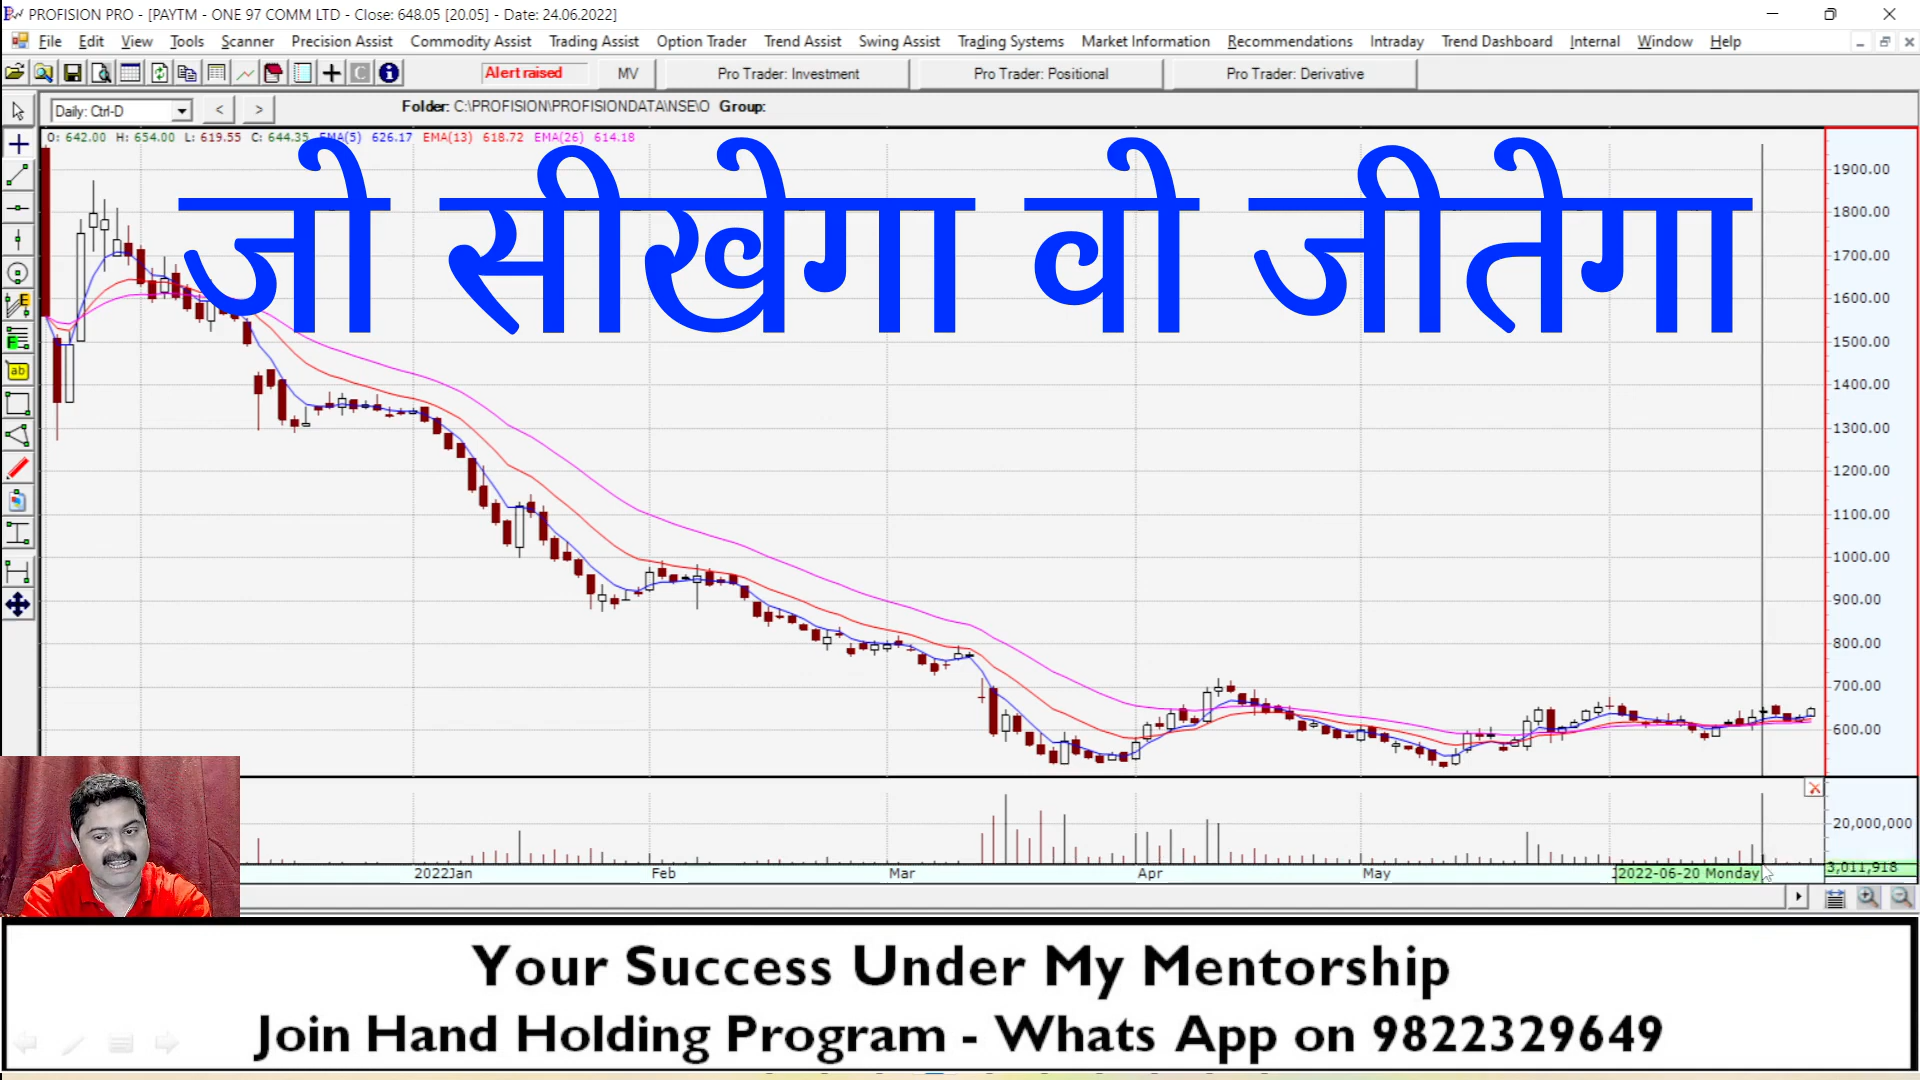 PROFISION PRO - [PAYTM - ONE 97 COMM LTD - Close: 648.05 [20.05] - Date: 24.06.2022]
File Edit View Tools Scanner Precision Assist Commodity Assist Trading Assist Option Trader Trend Assist Swing Assist Trading Systems Market Information Recommendations Intraday Trend Dashboard Internal Window Help
Alert raised MV Pro Trader: Investment Pro Trader: Positional Pro Trader: Derivative
Daily: Ctrl-D < > Folder: C:\PROFISION\PROFISIONDATA\NSE\O Group:
O: 642.00 H: 654.00 L: 619.55 C: 644.35 EMA(5) 626.17 EMA(13) 618.72 EMA(26) 614.18
जो सीखेगा वो जीतेगा
1900.00
1800.00
1700.00
1600.00
1500.00
1400.00
1300.00
1200.00
1100.00
1000.00
900.00
800.00
700.00
600.00
20,000,000
3,011,918
2022Jan Feb Mar Apr May 2022-06-20 Monday
Your Success Under My Mentorship
Join Hand Holding Program - Whats App on 9822329649